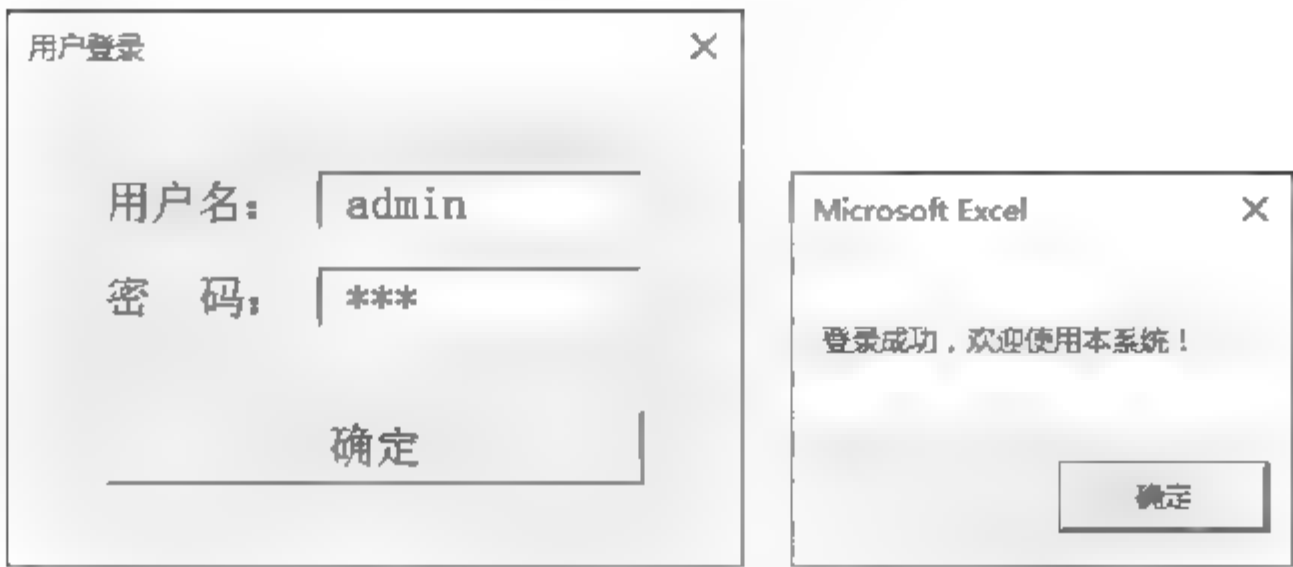 用户登录
用户名： admin
密 码： ***
确定
Microsoft Excel
登录成功，欢迎使用本系统！
确定